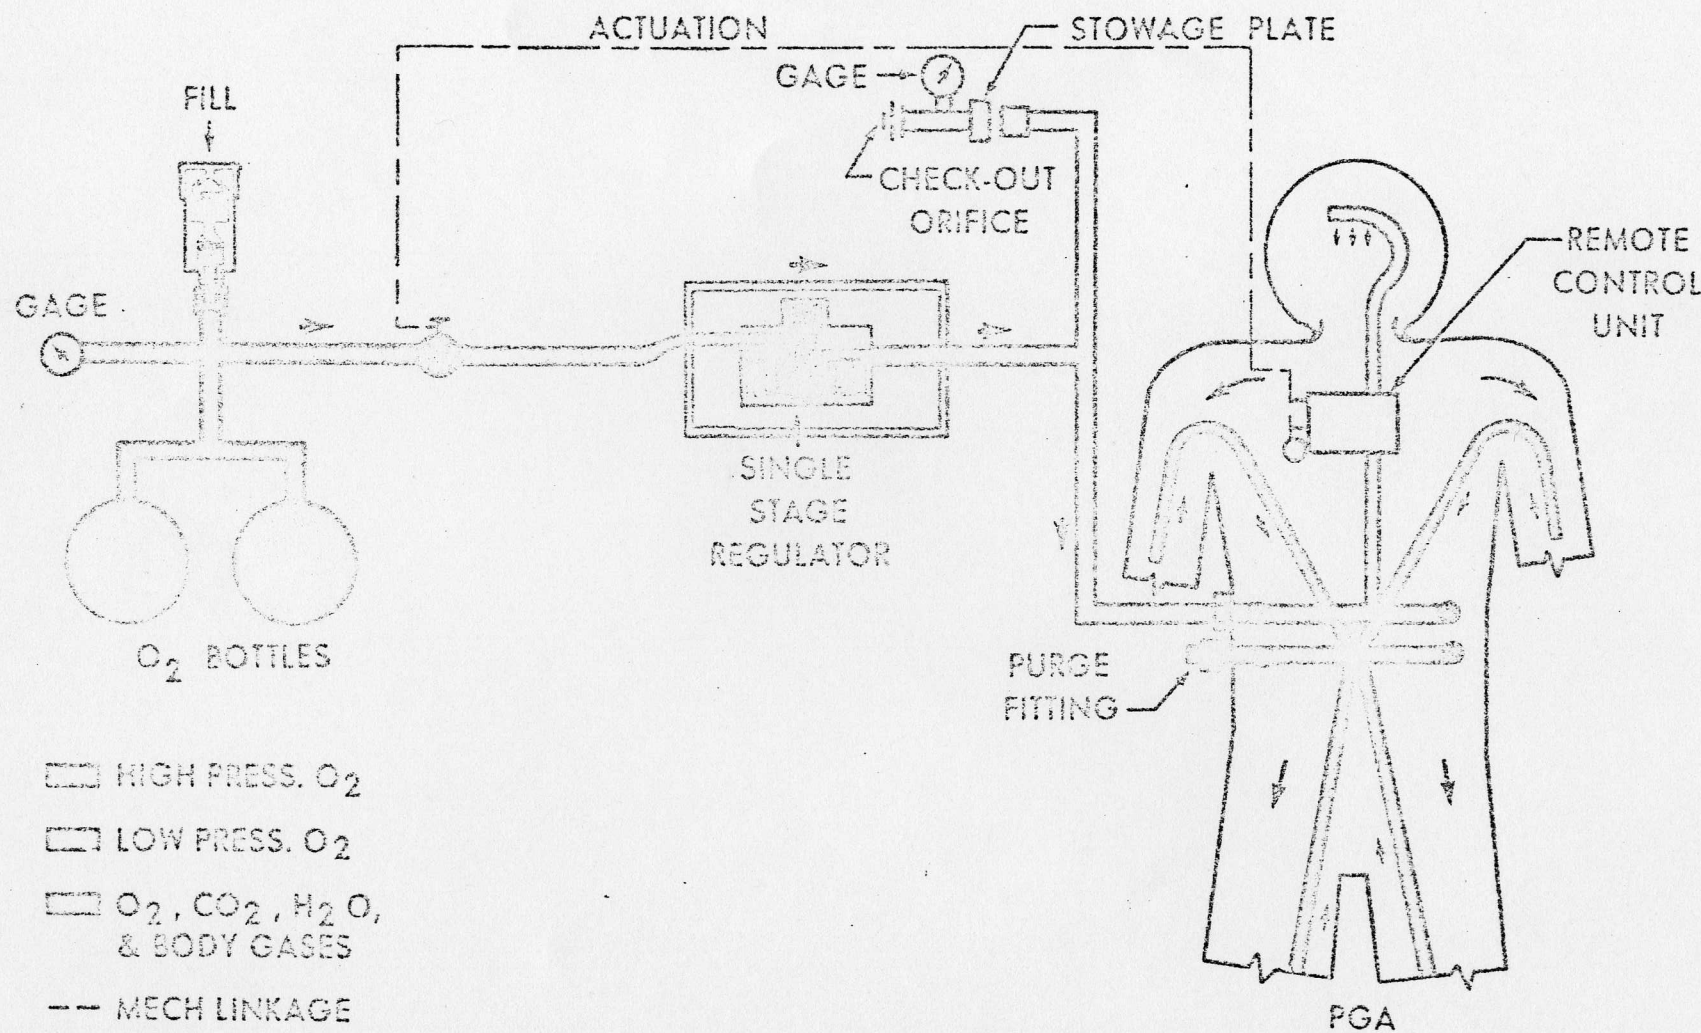 ACTUATION
STOWAGE PLATE
GAGE
FILL
CHECK-OUT
ORIFICE
REMOTE
CONTROL
UNIT
GAGE
SINGLE
STAGE
REGULATOR
O₂ BOTTLES
PURGE
FITTING
HIGH PRESS. O₂
LOW PRESS. O₂
O₂, CO₂, H₂O,
& BODY GASES
-- MECH LINKAGE
PGA